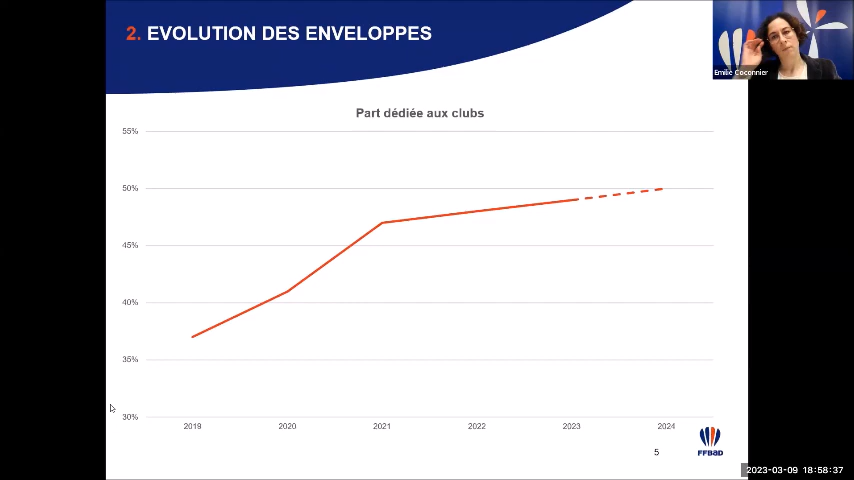 2. EVOLUTION DES ENVELOPPES
Emilie Coconnier
Part dédiée aux clubs
55%
50%
45%
40%
35%
30%
2019 2020 2021 2022 2023 2024
FFBaD
5
2023-03-09 18:58:37